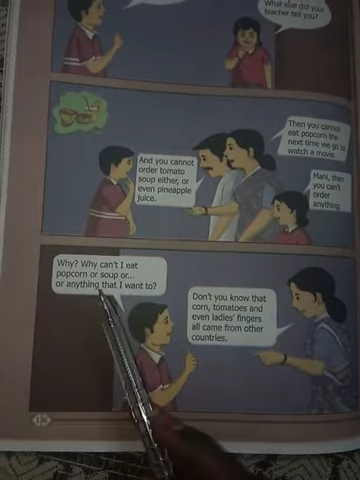 What else did your
teacher tell you?
Then you cannot
eat popcorn the
next time we go to
watch a movie.
And you cannot
order tomato
soup either, or
even pineapple
juice.
Mani, then
you can't
order
anything.
Why? Why can't I eat
popcorn or soup or...
or anything that I want to?
Don't you know that
corn, tomatoes and
even ladies' fingers
all came from other
countries.